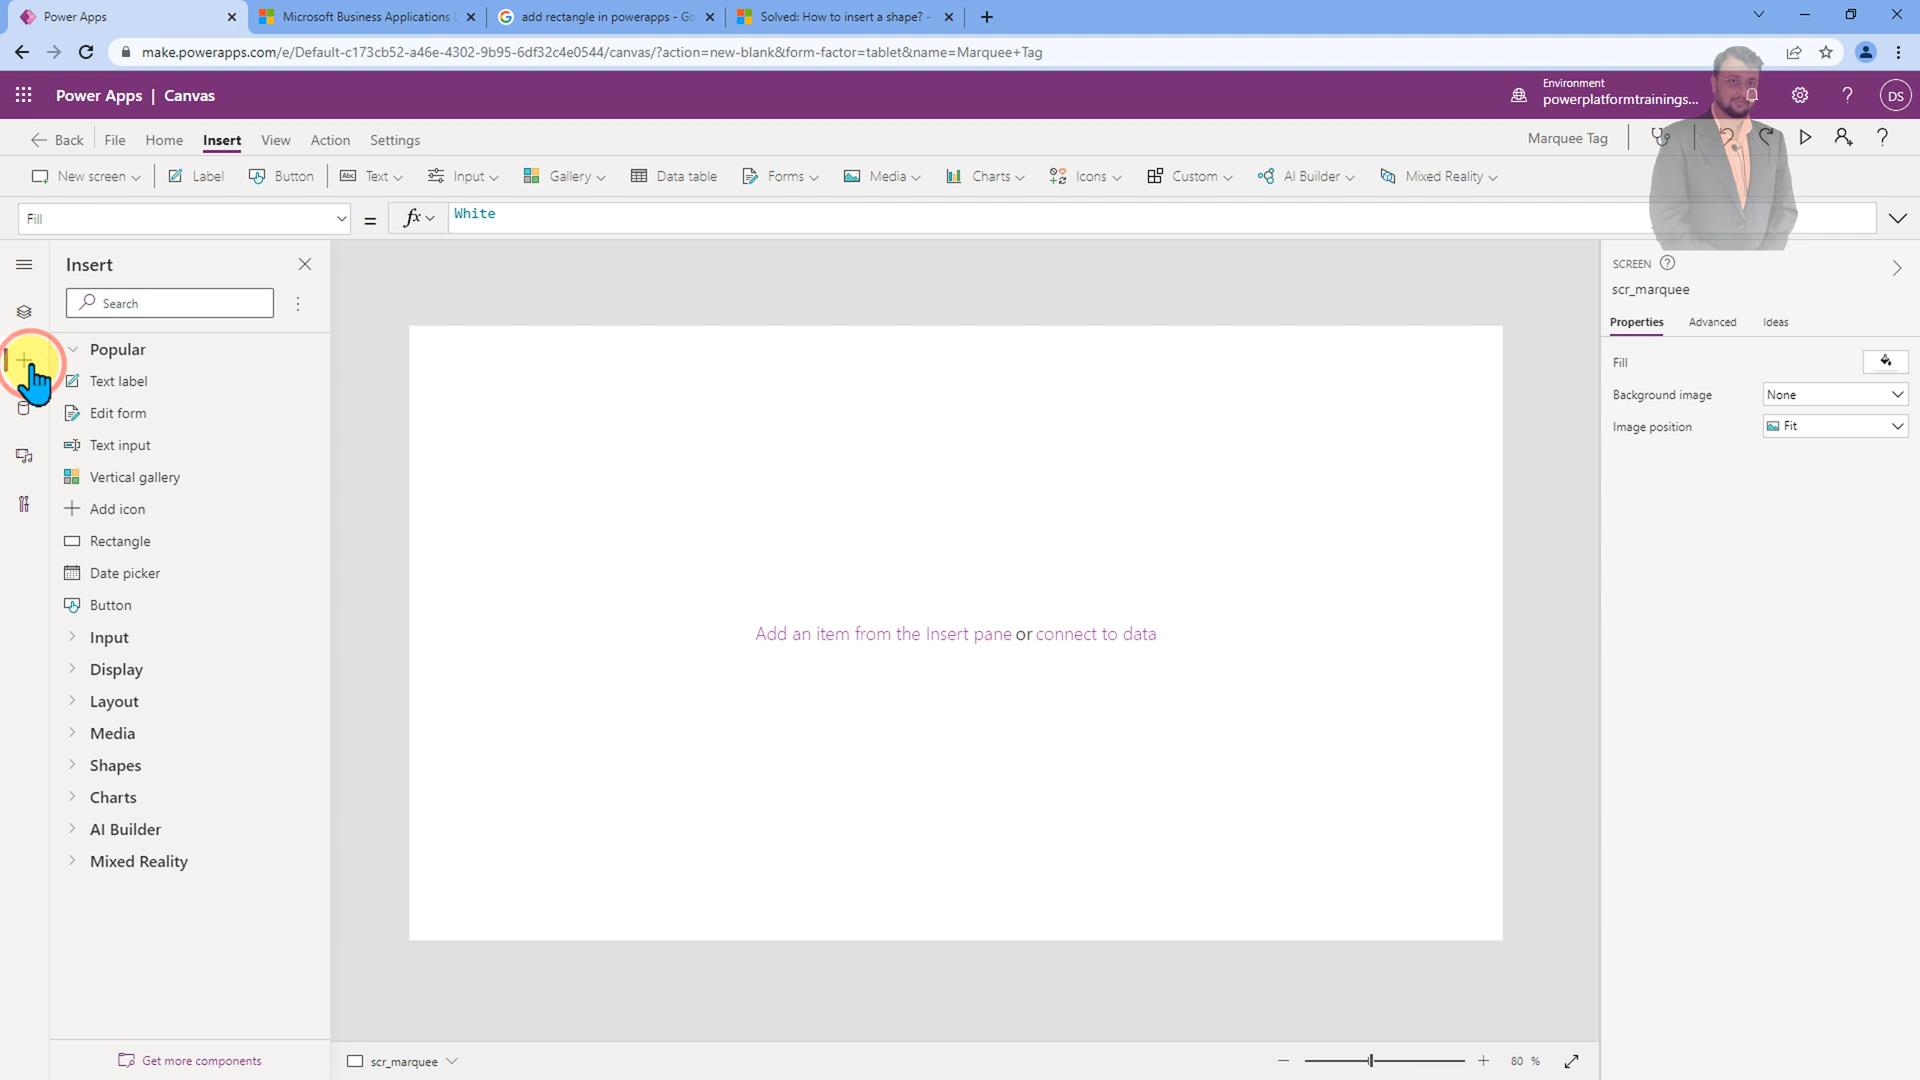 Power Apps
Microsoft Business Applications
add rectangle in powerapps - Go
Solved: How to insert a shape? -
make.powerapps.com/e/Default-c173cb52-a46e-4302-9b95-6df32c4e0544/canvas/?action=new-blank&form-factor=tablet&name=Marquee+Tag
Power Apps | Canvas
Environment
powerplatformtrainings...
DS
Back File Home Insert View Action Settings
Marquee Tag
New screen Label Button Text Input Gallery Data table Forms Media Charts Icons Custom AI Builder Mixed Reality
Fill = fx White
Insert
Search
Popular
Text label
Edit form
Text input
Vertical gallery
Add icon
Rectangle
Date picker
Button
Input
Display
Layout
Media
Shapes
Charts
AI Builder
Mixed Reality
Get more components
Add an item from the Insert pane or connect to data
scr_marquee
80 %
SCREEN
scr_marquee
Properties Advanced Ideas
Fill
Background image None
Image position Fit